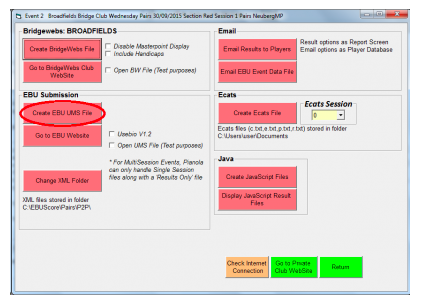 Event 2 Broadfields Bridge Club Wednesday Pairs 30/09/2015 Section Red Session 1 Pairs NeubergMP
Bridgewebs: BROADFIELDS
Create BridgeWebs File
Disable Masterpoint Display
Include Handicaps
Go to BridgeWebs Club
WebSite
Open BW File (Test purposes)
Email
Email Results to Players
Result options as Report Screen
Email options as Player Database
Email EBU Event Data File
EBU Submission
Create EBU UMS File
Go to EBU Website
Usebio V1.2
Open UMS File (Test purposes)
* For MultiSession Events, Pianola
can only handle Single Session
files along with a 'Results Only' file
Change XML Folder
XML files stored in folder
C:\EBUScore\Pairs\P2P\
Ecats
Create Ecats File
Ecats Session
0
Ecats files (c.txt,e.txt,p.txt,r.txt) stored in folder
C:\Users\user\Documents
Java
Create JavaScript Files
Display JavaScript Result
Files
Check Internet
Connection
Go to Private
Club WebSite
Return